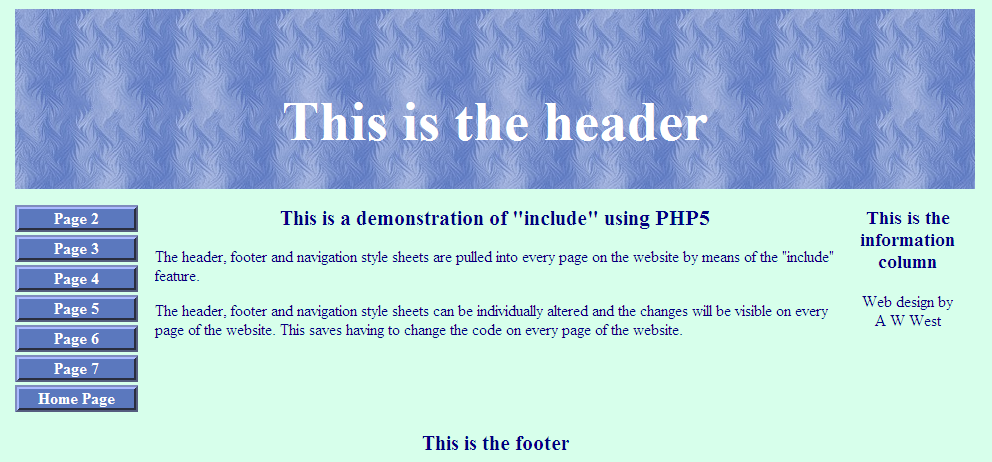 This is the header
Page 2
Page 3
Page 4
Page 5
Page 6
Page 7
Home Page
This is a demonstration of "include" using PHP5
The header, footer and navigation style sheets are pulled into every page on the website by means of the "include"
feature.
The header, footer and navigation style sheets can be individually altered and the changes will be visible on every
page of the website. This saves having to change the code on every page of the website.
This is the
information
column
Web design by
A W West
This is the footer